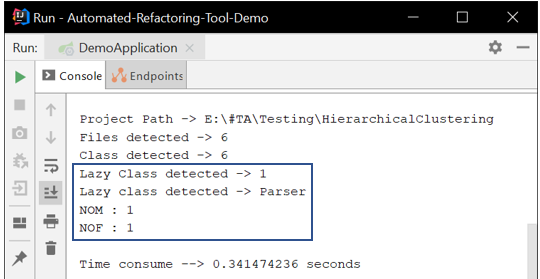 Run - Automated-Refactoring-Tool-Demo
Run: DemoApplication
Console Endpoints
Project Path -> E:\#TA\Testing\HierarchicalClustering
Files detected -> 6
Class detected -> 6
Lazy Class detected -> 1
Lazy class detected -> Parser
NOM : 1
NOF : 1
Time consume --> 0.341474236 seconds